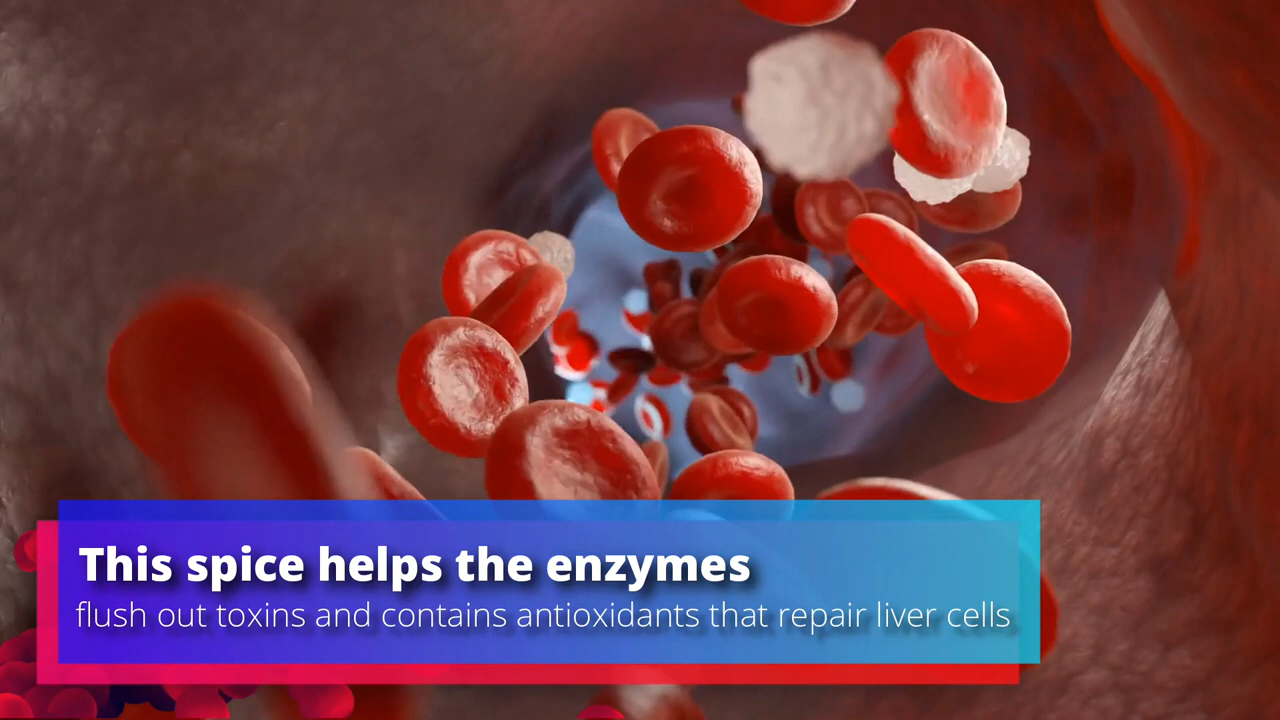 This spice helps the enzymes
flush out toxins and contains antioxidants that repair liver cells